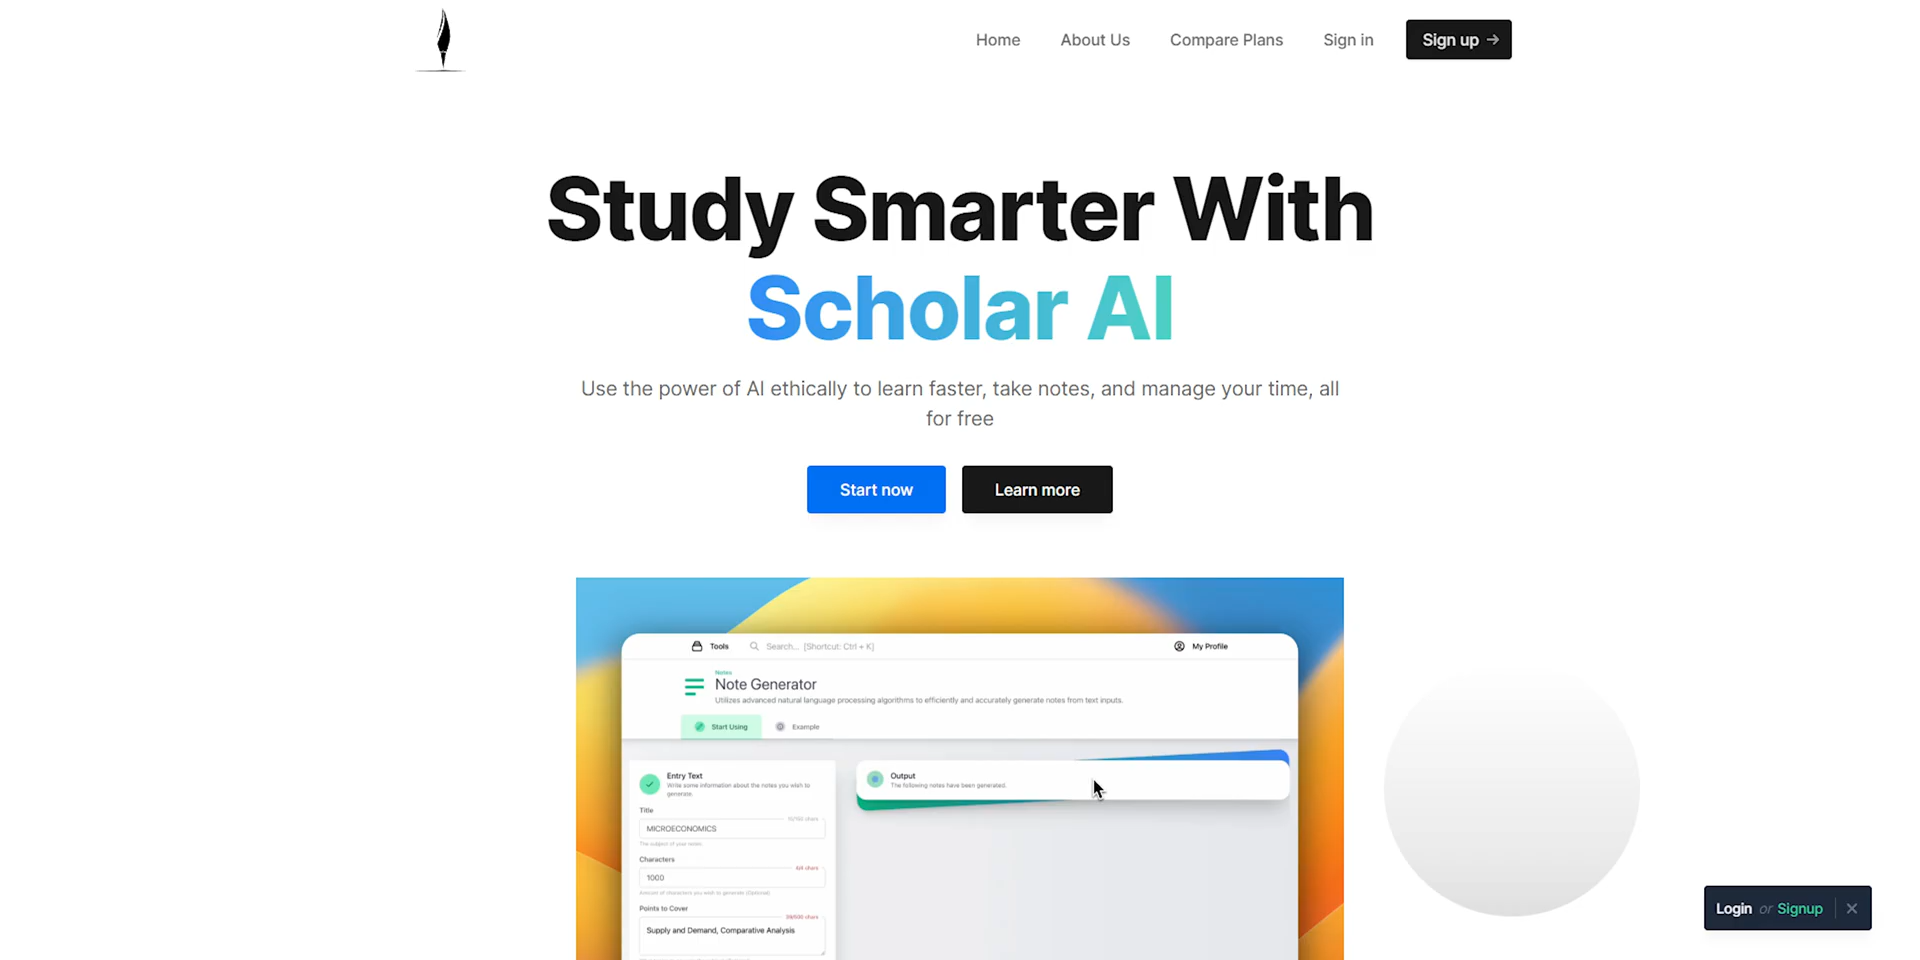 Home About Us Compare Plans Sign in Sign up →
Study Smarter With
Scholar AI
Use the power of AI ethically to learn faster, take notes, and manage your time, all
for free
Start now Learn more
Tools Search... [Shortcut: Ctrl + K] My Profile
Notes
Note Generator
Utilizes advanced natural language processing algorithms to efficiently and accurately generate notes from text inputs.
Start Using Example
Entry Text
Write some information about the notes you wish to
generate.
Output
The following notes have been generated.
Title
MICROECONOMICS
The subject of your notes.
Characters
4/4 chars
1000
Amount of characters you wish to generate (Optional)
Points to Cover
Supply and Demand, Comparative Analysis
Login or Signup